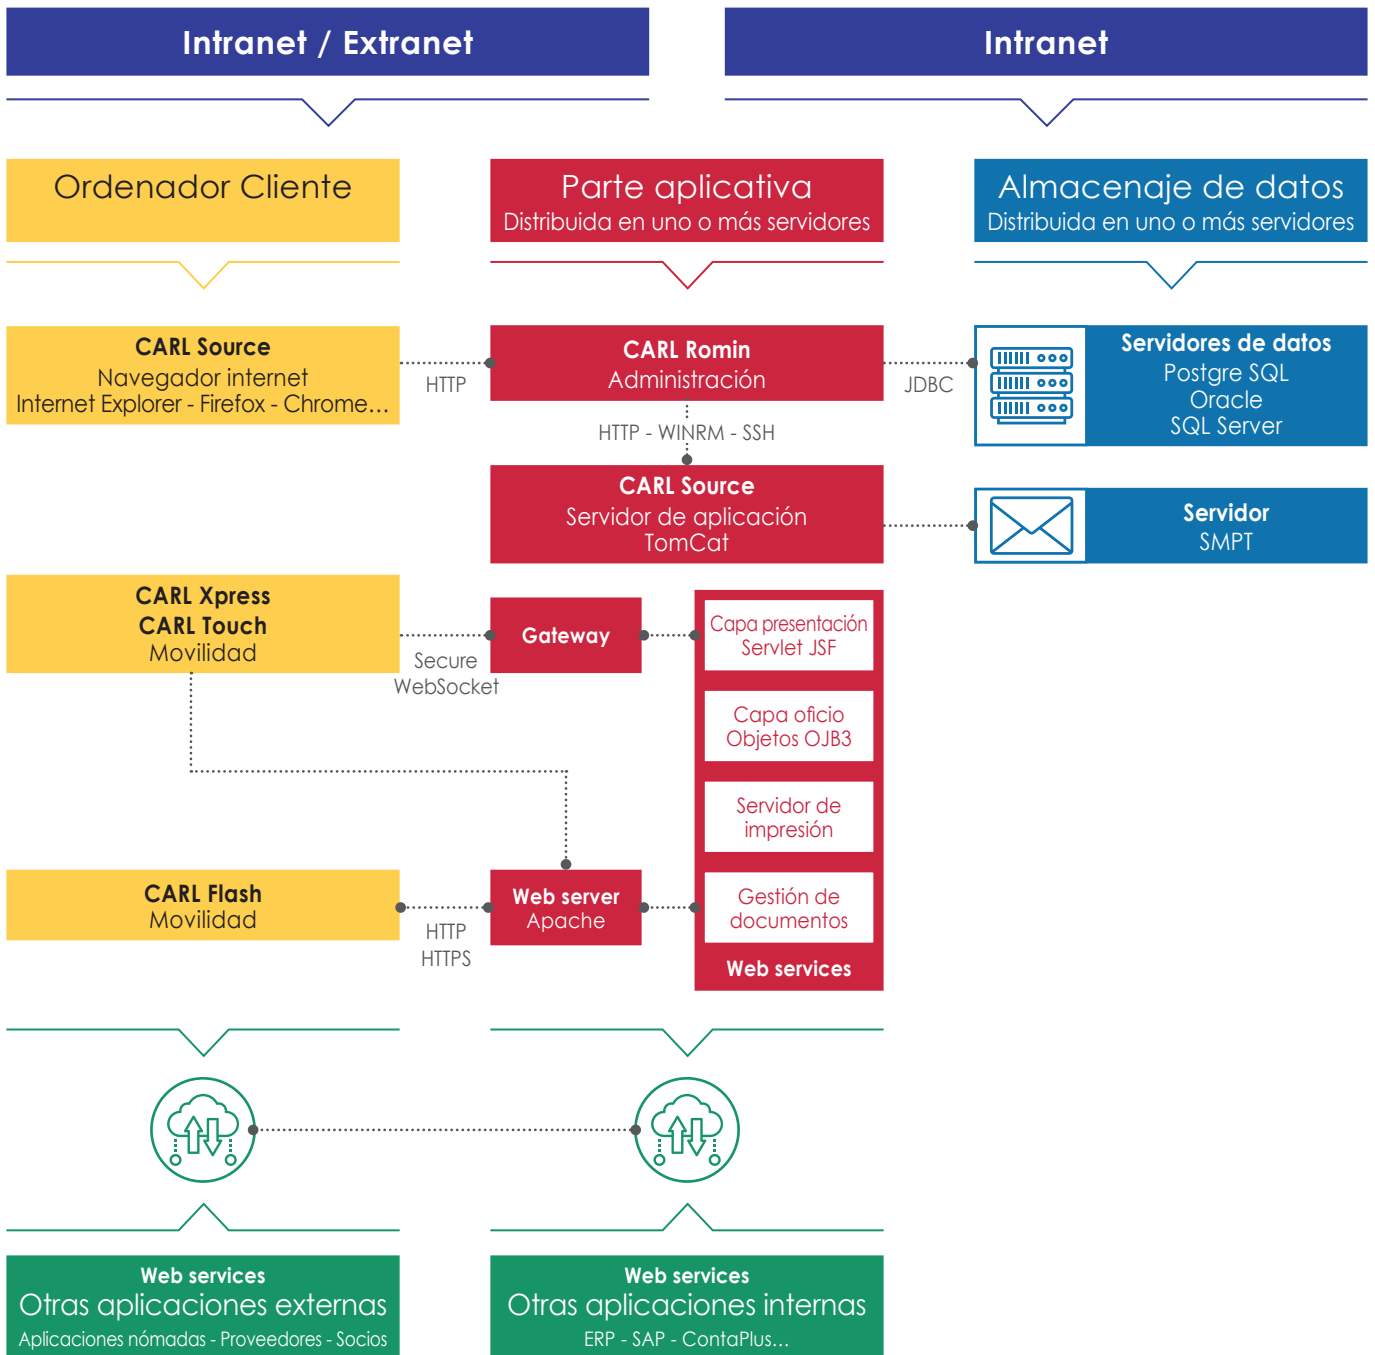 Intranet / Extranet
Intranet
Ordenador Cliente
Parte aplicativa
Distribuida en uno o más servidores
Almacenaje de datos
Distribuida en uno o más servidores
CARL Source
Navegador internet
Internet Explorer - Firefox - Chrome...
HTTP
CARL Romin
Administración
JDBC
Servidores de datos
Postgre SQL
Oracle
SQL Server
HTTP - WINRM - SSH
CARL Source
Servidor de aplicación
TomCat
Servidor
SMPT
CARL Xpress
CARL Touch
Movilidad
Secure
WebSocket
Gateway
Capa presentación
Servlet JSF
Capa oficio
Objetos OJB3
Servidor de
impresión
Gestión de
documentos
Web services
CARL Flash
Movilidad
HTTP
HTTPS
Web server
Apache
Web services
Otras aplicaciones externas
Aplicaciones nómadas - Proveedores - Socios
Web services
Otras aplicaciones internas
ERP - SAP - ContaPlus...